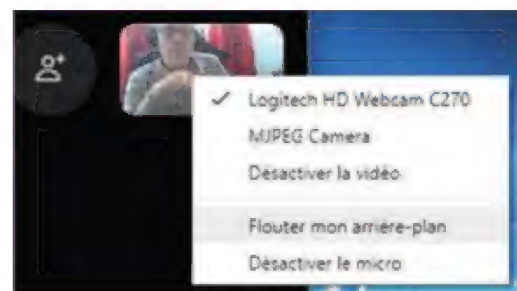 Logitech HD Webcam C270
MJPEG Camera
Désactiver la vidéo
Flouter mon arrière-plan
Désactiver le micro